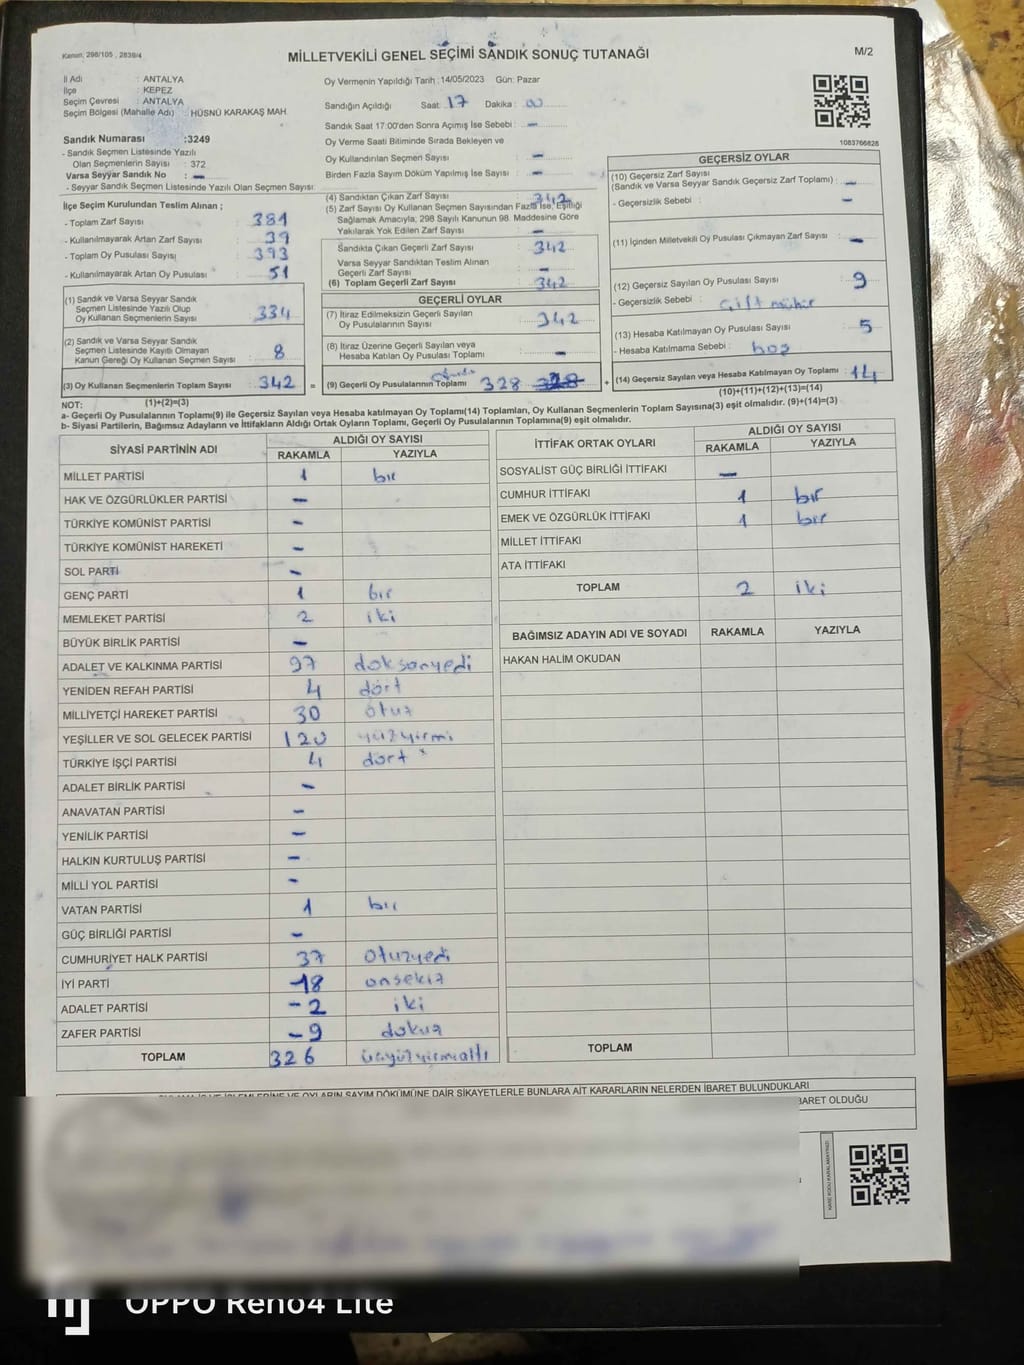 Kanun, 298/105 , 2839/4
MİLLETVEKİLİ GENEL SEÇİMİ SANDIK SONUÇ TUTANAĞI
M/2
İl Adı : ANTALYA
İlçe : KEPEZ
Seçim Çevresi : ANTALYA
Seçim Bölgesi (Mahalle Adı) : HÜSNÜ KARAKAŞ MAH
Sandık Numarası :3249
- Sandık Seçmen Listesinde Yazılı
Olan Seçmenlerin Sayısı : 372
Varsa Seyyar Sandık No : -
- Seyyar Sandık Seçmen Listesinde Yazılı Olan Seçmen Sayısı:
Oy Vermenin Yapıldığı Tarih :14/05/2023 Gün: Pazar
Sandığın Açıldığı Saat: 17 Dakika : 00
Sandık Saat 17:00'den Sonra Açımış İse Sebebi : -
Oy Verme Saati Bitiminde Sırada Bekleyen ve
Oy Kullandırılan Seçmen Sayısı : -
Birden Fazla Sayım Döküm Yapılmış İse Sayısı : -
1083766828
İlçe Seçim Kurulundan Teslim Alınan ;
- Toplam Zarf Sayısı : 381
- Kullanılmayarak Artan Zarf Sayısı : 39
- Toplam Oy Pusulası Sayısı : 393
- Kullanılmayarak Artan Oy Pusulası : 51
(1) Sandık ve Varsa Seyyar Sandık
Seçmen Listesinde Yazılı Olup
Oy Kullanan Seçmenlerin Sayısı : 334
(2) Sandık ve Varsa Seyyar Sandık
Seçmen Listesinde Kayıtlı Olmayan
Kanun Gereği Oy Kullanan Seçmen Sayısı : 8
(3) Oy Kullanan Seçmenlerin Toplam Sayısı : 342 =
(1)+(2)=(3)
(4) Sandıktan Çıkan Zarf Sayısı : 342
(5) Zarf Sayısı Oy Kullanan Seçmen Sayısından Fazla İse, Eşitliği
Sağlamak Amacıyla; 298 Sayılı Kanunun 98. Maddesine Göre
Yakılarak Yok Edilen Zarf Sayısı : -
Sandıkta Çıkan Geçerli Zarf Sayısı : 342
Varsa Seyyar Sandıktan Teslim Alınan
Geçerli Zarf Sayısı : -
(6) Toplam Geçerli Zarf Sayısı : 342
GEÇERLİ OYLAR
(7) İtiraz Edilmeksizin Geçerli Sayılan
Oy Pusulalarının Sayısı : 342
(8) İtiraz Üzerine Geçerli Sayılan veya
Hesaba Katılan Oy Pusulası Toplamı : -
(9) Geçerli Oy Pusulalarının Toplamı : 328 328 +
GEÇERSİZ OYLAR
(10) Geçersiz Zarf Sayısı
(Sandık ve Varsa Seyyar Sandık Geçersiz Zarf Toplamı) : -
- Geçersizlik Sebebi : -
(11) İçinden Milletvekili Oy Pusulası Çıkmayan Zarf Sayısı : -
(12) Geçersiz Sayılan Oy Pusulası Sayısı : 9
- Geçersizlik Sebebi : Çift mühür
(13) Hesaba Katılmayan Oy Pusulası Sayısı : 5
- Hesaba Katılmama Sebebi : boş
(14) Geçersiz Sayılan veya Hesaba Katılmayan Oy Toplamı : 14
(10)+(11)+(12)+(13)=(14)
NOT:
a- Geçerli Oy Pusulalarının Toplamı(9) ile Geçersiz Sayılan veya Hesaba katılmayan Oy Toplamı(14) Toplamları, Oy Kullanan Seçmenlerin Toplam Sayısına(3) eşit olmalıdır. (9)+(14)=(3)
b- Siyasi Partilerin, Bağımsız Adayların ve İttifakların Aldığı Ortak Oyların Toplamı, Geçerli Oy Pusulalarının Toplamına(9) eşit olmalıdır.
SİYASİ PARTİNİN ADI ALDIĞI OY SAYISI
RAKAMLA YAZIYLA
MİLLET PARTİSİ 1 bir
HAK VE ÖZGÜRLÜKLER PARTİSİ -
TÜRKİYE KOMÜNİST PARTİSİ -
TÜRKİYE KOMÜNİST HAREKETİ -
SOL PARTİ -
GENÇ PARTİ 1 bir
MEMLEKET PARTİSİ 2 iki
BÜYÜK BİRLİK PARTİSİ -
ADALET VE KALKINMA PARTİSİ 97 doksanyedi
YENİDEN REFAH PARTİSİ 4 dört
MİLLİYETÇİ HAREKET PARTİSİ 30 otuz
YEŞİLLER VE SOL GELECEK PARTİSİ 120 yüzyirmi
TÜRKİYE İŞÇİ PARTİSİ 4 dört
ADALET BİRLİK PARTİSİ -
ANAVATAN PARTİSİ -
YENİLİK PARTİSİ -
HALKIN KURTULUŞ PARTİSİ -
MİLLİ YOL PARTİSİ -
VATAN PARTİSİ 1 bir
GÜÇ BİRLİĞİ PARTİSİ -
CUMHURİYET HALK PARTİSİ 37 otuzyedi
İYİ PARTİ -18 onsekiz
ADALET PARTİSİ -2 iki
ZAFER PARTİSİ -9 dokuz
TOPLAM 326 üçyüzyirmialtı
İTTİFAK ORTAK OYLARI ALDIĞI OY SAYISI
RAKAMLA YAZIYLA
SOSYALİST GÜÇ BİRLİĞİ İTTİFAKI -
CUMHUR İTTİFAKI 1 bir
EMEK VE ÖZGÜRLÜK İTTİFAKI 1 bir
MİLLET İTTİFAKI
ATA İTTİFAKI
TOPLAM 2 iki
BAĞIMSIZ ADAYIN ADI VE SOYADI RAKAMLA YAZIYLA
HAKAN HALİM OKUDAN
TOPLAM
OYLARIN SAYIM DÖKÜMÜNE DAİR ŞİKAYETLERLE BUNLARA AİT KARARLARIN NELERDEN İBARET BULUNDUKLARI
BARET OLDUĞU
OPPO Reno4 Lite